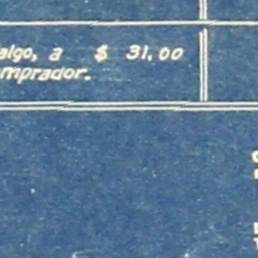 algo, a $ 31,00
mprador.